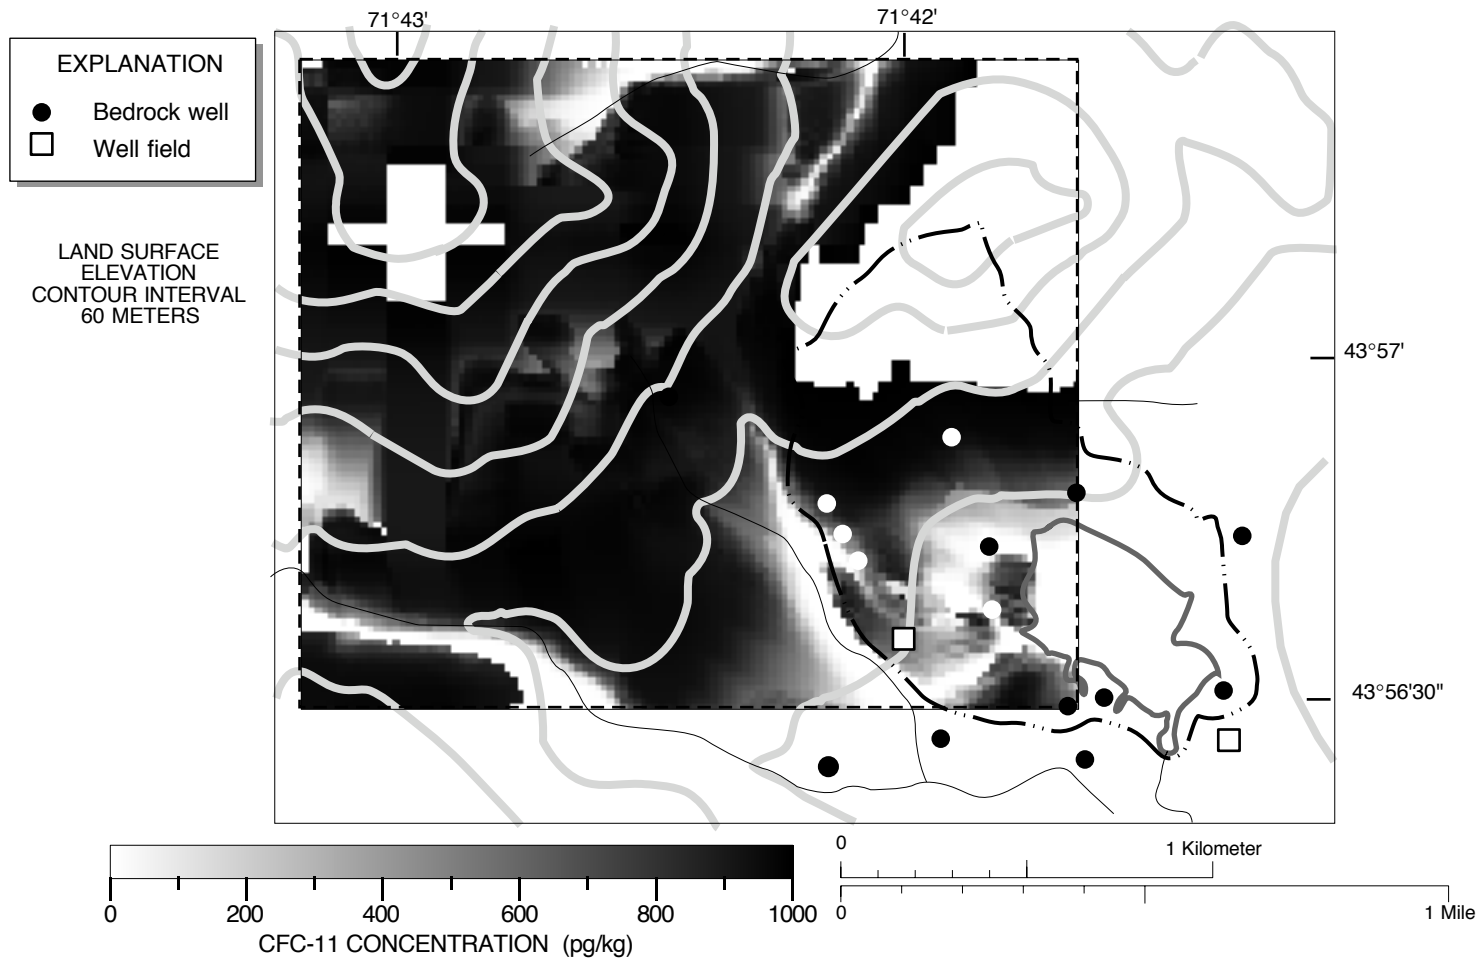 71°43'
71°42'
EXPLANATION
Bedrock well
Well field
LAND SURFACE
ELEVATION
CONTOUR INTERVAL
60 METERS
43°57'
43°56'30"
0
1 Kilometer
0
1 Mile
0
200
400
600
800
1000
CFC-11 CONCENTRATION (pg/kg)